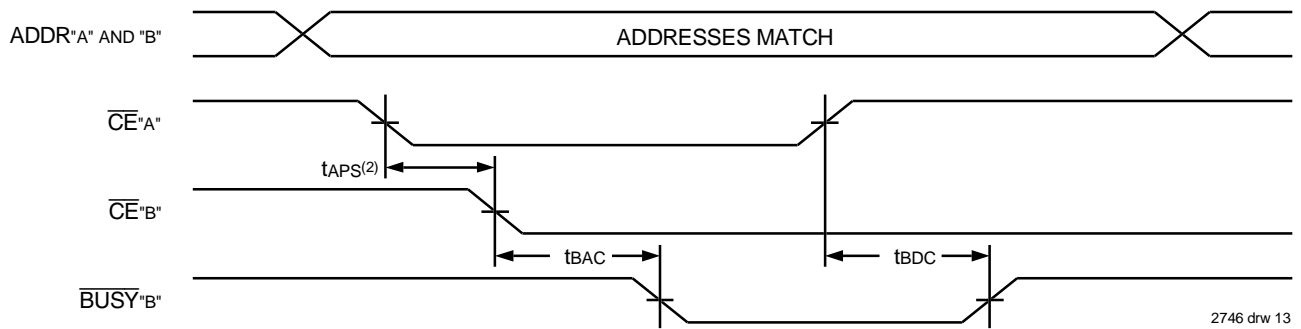 ADDR"A" AND "B"
ADDRESSES MATCH
CE"A"
tAPS(2)
CE"B"
tBAC
tBDC
BUSY"B"
2746 drw 13